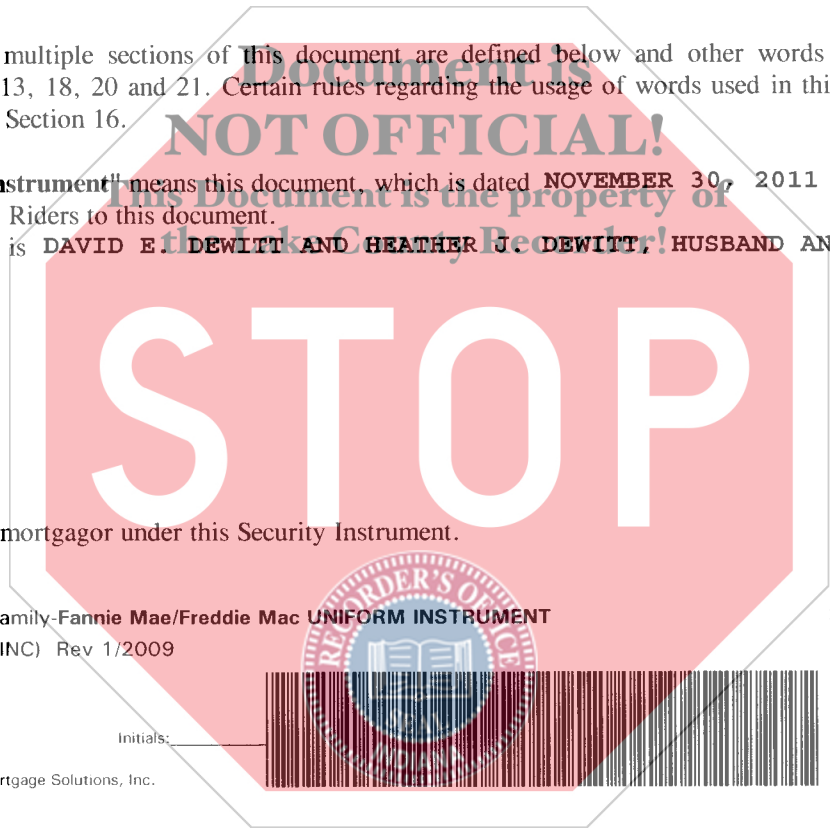 Document is
multiple sections of this document are defined below and other words
13, 18, 20 and 21. Certain rules regarding the usage of words used in thi
Section 16.
NOT OFFICIAL!
nstrument" means this document, which is dated NOVEMBER 30, 2011
This Document is the property of
Riders to this document.
is DAVID E. DEWITT AND HEATHER J. DEWITT, HUSBAND AN
the Lake County Recorder!
STOP
mortgagor under this Security Instrument.
RECORDER'S OFFICE
amily-Fannie Mae/Freddie Mac UNIFORM INSTRUMENT
INC) Rev 1/2009
SEAL
Initials:
INDIANA
rtgage Solutions, Inc.